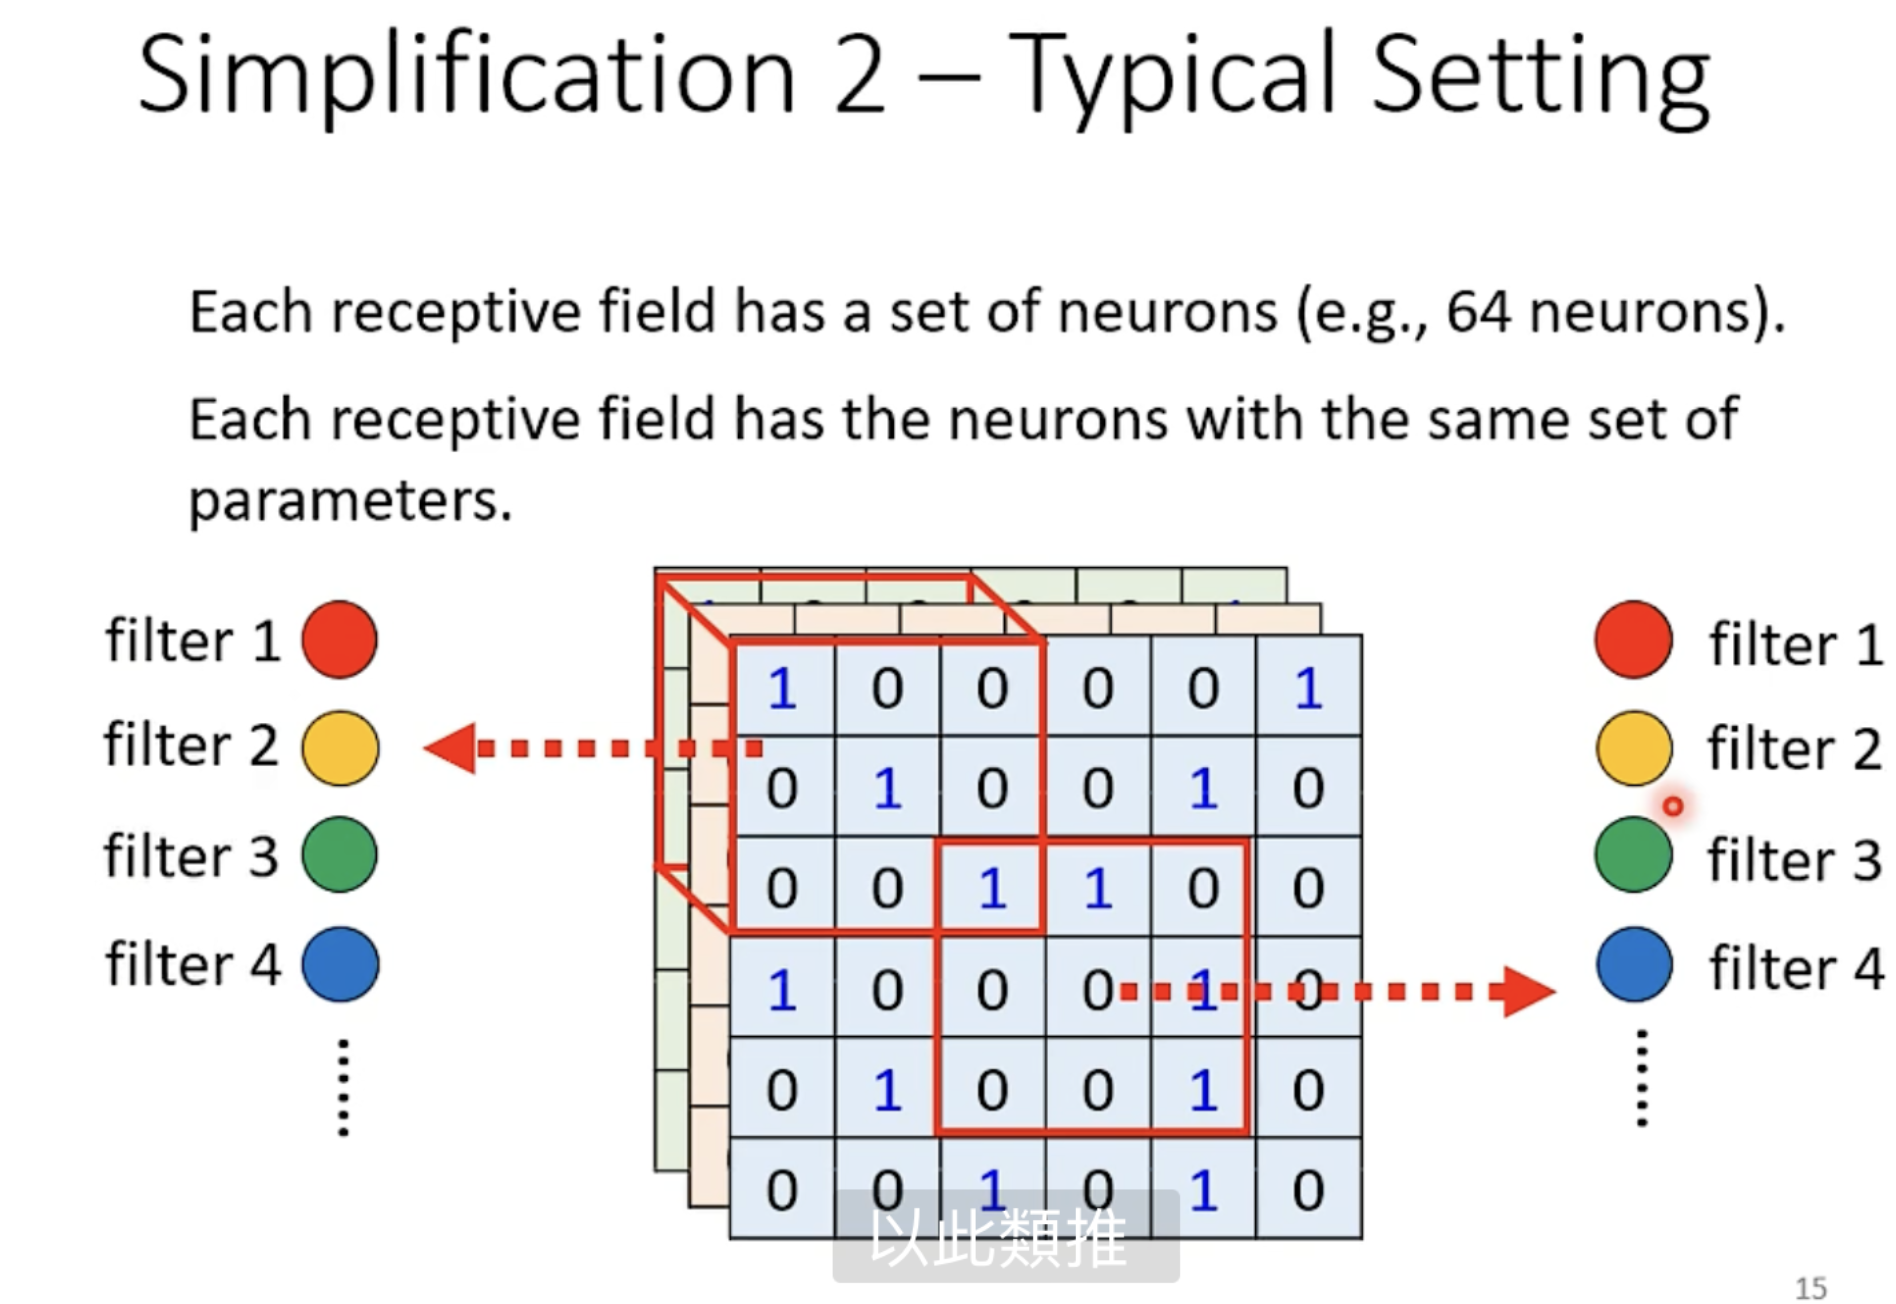 Simplification 2 – Typical Setting
Each receptive field has a set of neurons (e.g., 64 neurons).
Each receptive field has the neurons with the same set of
parameters.
filter 1
filter 2
filter 3
filter 4
1 0 0 0 0 1
0 1 0 0 1 0
0 0 1 1 0 0
1 0 0 0 1 0
0 1 0 0 1 0
0 0 1 0 1 0
filter 1
filter 2
filter 3
filter 4
以此類推
15